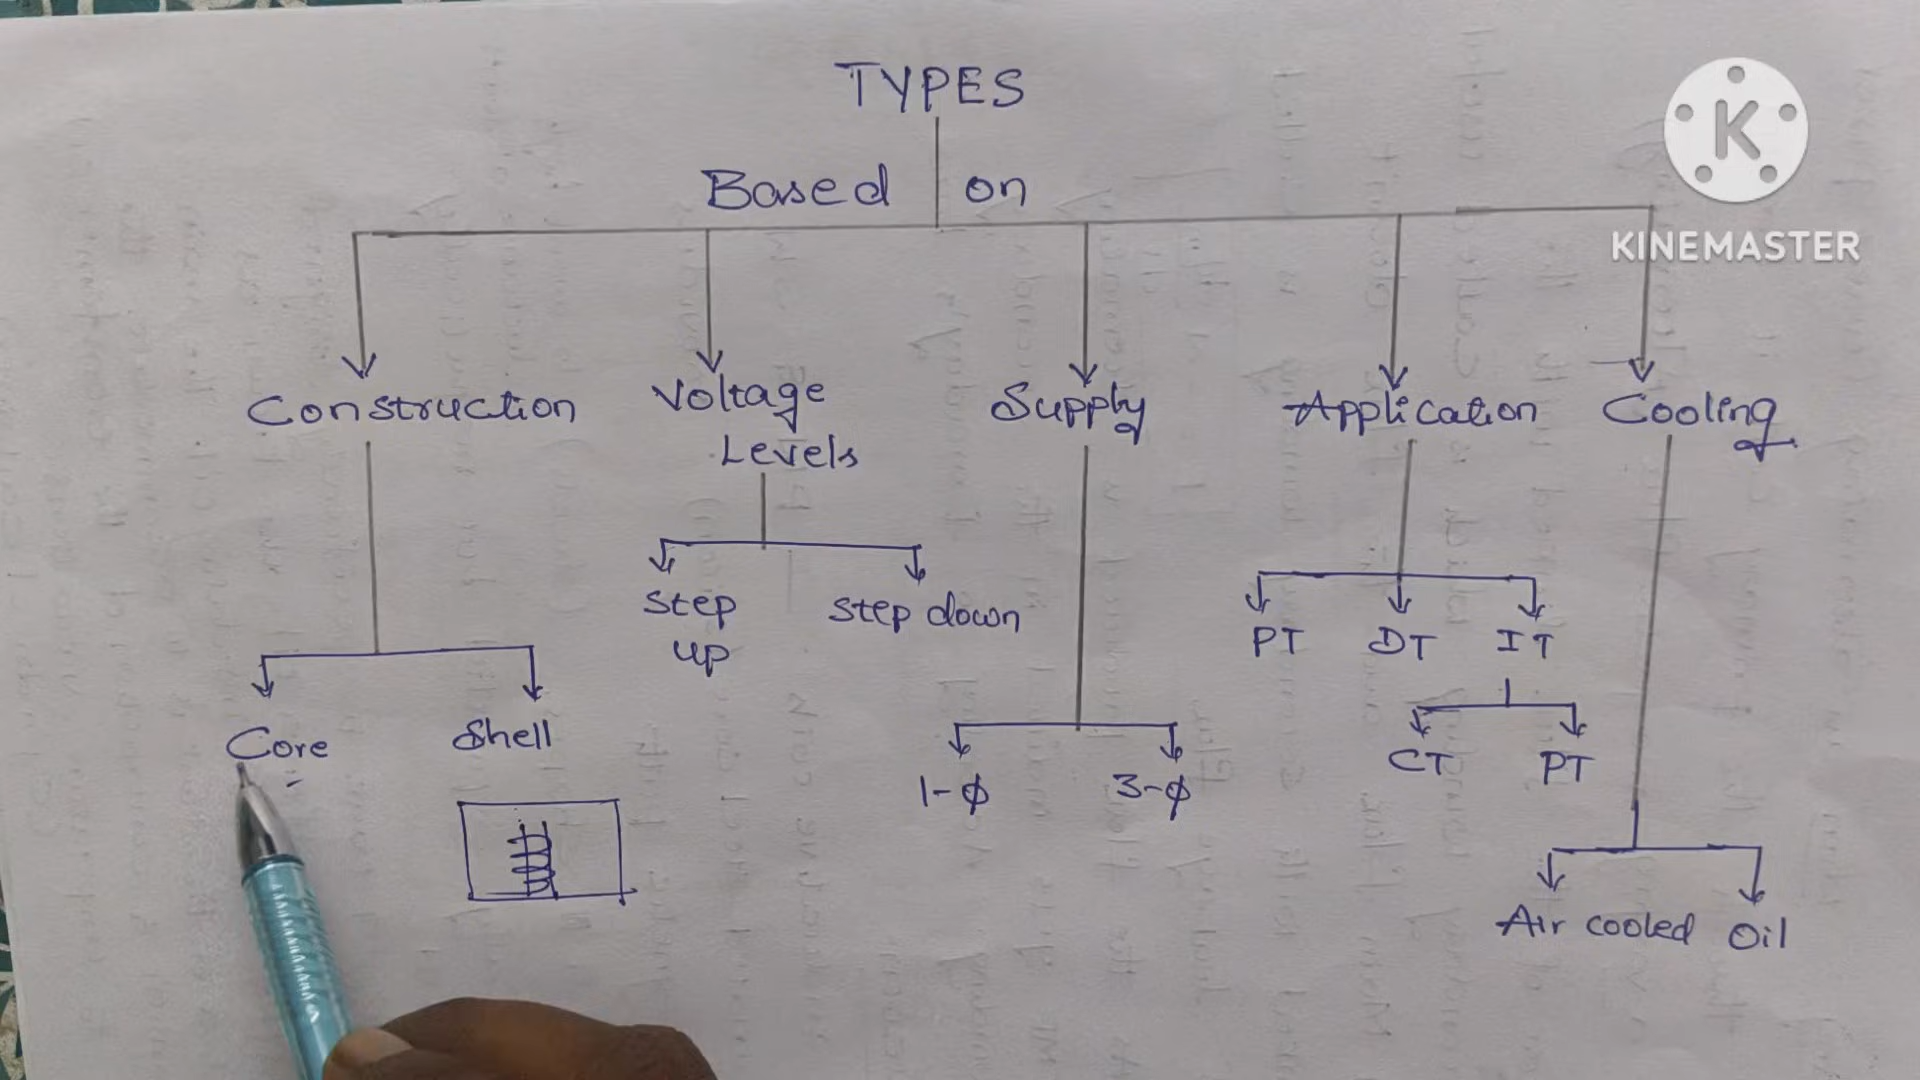 TYPES
Based on
K
KINEMASTER
Construction
Voltage
Levels
Supply
Application
Cooling
Step
up
Step down
PT
DT
IT
Core
Shell
CT
PT
1-ϕ
3-ϕ
Air cooled
Oil